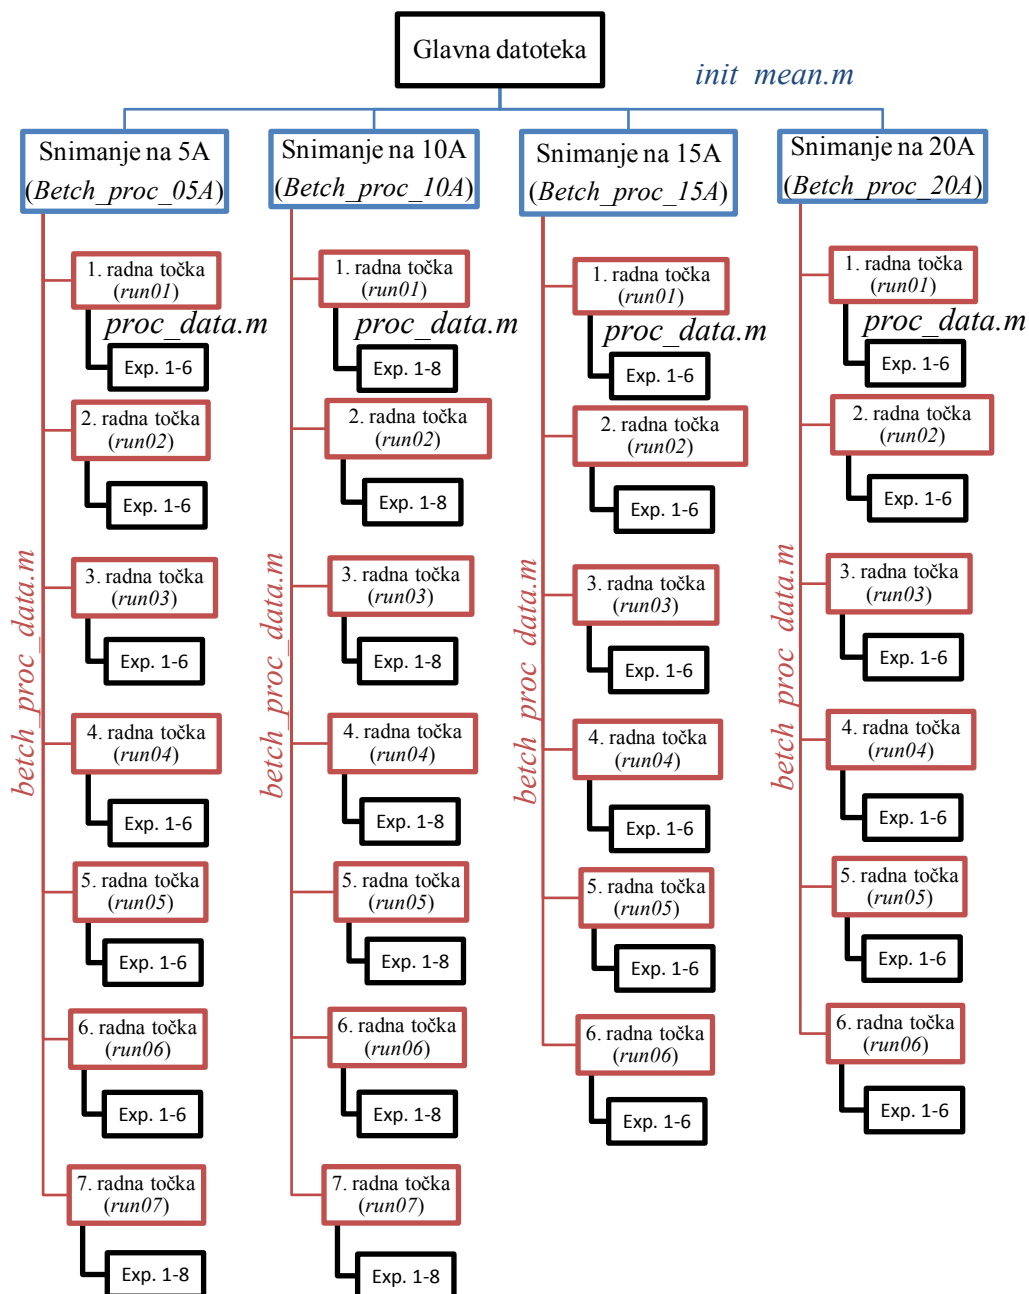 Glavna datoteka
init_mean.m
Snimanje na 5A
(Betch_proc_05A)
betch_proc_data.m
1. radna točka
(run01)
proc_data.m
Exp. 1-6
2. radna točka
(run02)
Exp. 1-6
3. radna točka
(run03)
Exp. 1-6
4. radna točka
(run04)
Exp. 1-6
5. radna točka
(run05)
Exp. 1-6
6. radna točka
(run06)
Exp. 1-6
7. radna točka
(run07)
Exp. 1-8
Snimanje na 10A
(Betch_proc_10A)
betch_proc_data.m
1. radna točka
(run01)
proc_data.m
Exp. 1-8
2. radna točka
(run02)
Exp. 1-8
3. radna točka
(run03)
Exp. 1-8
4. radna točka
(run04)
Exp. 1-8
5. radna točka
(run05)
Exp. 1-8
6. radna točka
(run06)
Exp. 1-8
7. radna točka
(run07)
Exp. 1-8
Snimanje na 15A
(Betch_proc_15A)
betch_proc_data.m
1. radna točka
(run01)
proc_data.m
Exp. 1-6
2. radna točka
(run02)
Exp. 1-6
3. radna točka
(run03)
Exp. 1-6
4. radna točka
(run04)
Exp. 1-6
5. radna točka
(run05)
Exp. 1-6
6. radna točka
(run06)
Exp. 1-6
Snimanje na 20A
(Betch_proc_20A)
betch_proc_data.m
1. radna točka
(run01)
proc_data.m
Exp. 1-6
2. radna točka
(run02)
Exp. 1-6
3. radna točka
(run03)
Exp. 1-6
4. radna točka
(run04)
Exp. 1-6
5. radna točka
(run05)
Exp. 1-6
6. radna točka
(run06)
Exp. 1-6